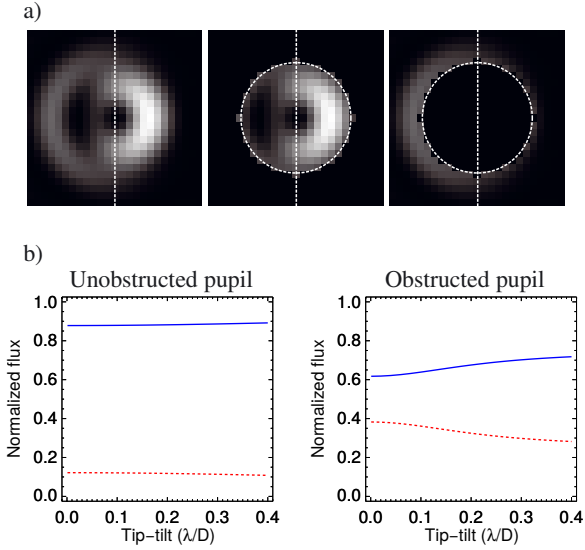 a)
b)
Unobstructed pupil
Obstructed pupil
1.0
0.8
0.6
0.4
0.2
0.0
Normalized flux
0.0 0.1 0.2 0.3 0.4
Tip−tilt (λ/D)
1.0
0.8
0.6
0.4
0.2
0.0
Normalized flux
0.0 0.1 0.2 0.3 0.4
Tip−tilt (λ/D)